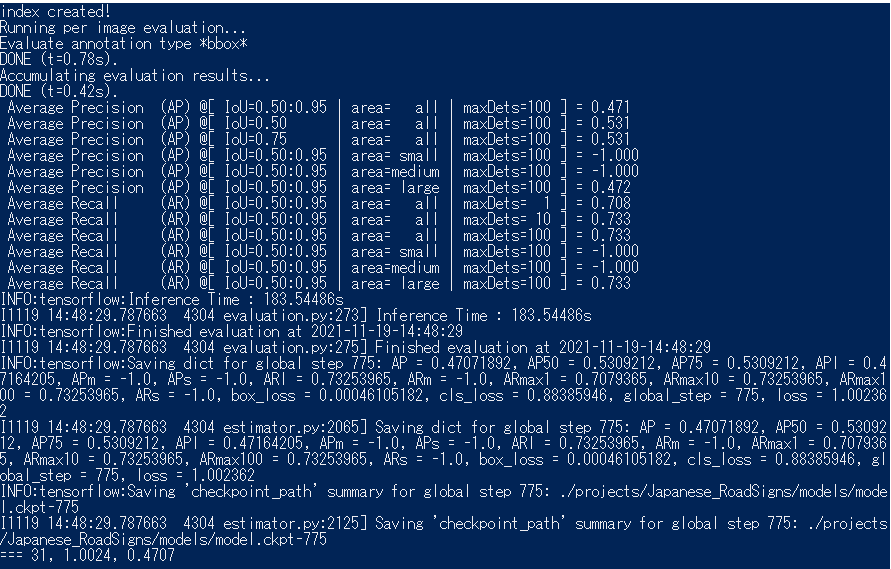 index created!
Running per image evaluation...
Evaluate annotation type *bbox*
DONE (t=0.78s).
Accumulating evaluation results...
DONE (t=0.42s).
 Average Precision  (AP) @[ IoU=0.50:0.95 | area=   all | maxDets=100 ] = 0.471
 Average Precision  (AP) @[ IoU=0.50      | area=   all | maxDets=100 ] = 0.531
 Average Precision  (AP) @[ IoU=0.75      | area=   all | maxDets=100 ] = 0.531
 Average Precision  (AP) @[ IoU=0.50:0.95 | area= small | maxDets=100 ] = -1.000
 Average Precision  (AP) @[ IoU=0.50:0.95 | area=medium | maxDets=100 ] = -1.000
 Average Precision  (AP) @[ IoU=0.50:0.95 | area= large | maxDets=100 ] = 0.472
 Average Recall     (AR) @[ IoU=0.50:0.95 | area=   all | maxDets=  1 ] = 0.708
 Average Recall     (AR) @[ IoU=0.50:0.95 | area=   all | maxDets= 10 ] = 0.733
 Average Recall     (AR) @[ IoU=0.50:0.95 | area=   all | maxDets=100 ] = 0.733
 Average Recall     (AR) @[ IoU=0.50:0.95 | area= small | maxDets=100 ] = -1.000
 Average Recall     (AR) @[ IoU=0.50:0.95 | area=medium | maxDets=100 ] = -1.000
 Average Recall     (AR) @[ IoU=0.50:0.95 | area= large | maxDets=100 ] = 0.733
INFO:tensorflow:Inference Time : 183.54486s
I1119 14:48:29.787663  4304 evaluation.py:273] Inference Time : 183.54486s
INFO:tensorflow:Finished evaluation at 2021-11-19-14:48:29
I1119 14:48:29.787663  4304 evaluation.py:275] Finished evaluation at 2021-11-19-14:48:29
INFO:tensorflow:Saving dict for global step 775: AP = 0.47071892, AP50 = 0.5309212, AP75 = 0.5309212, APl = 0.4
7164205, APm = -1.0, APs = -1.0, ARl = 0.73253965, ARm = -1.0, ARmax1 = 0.7079365, ARmax10 = 0.73253965, ARmax1
00 = 0.73253965, ARs = -1.0, box_loss = 0.00046105182, cls_loss = 0.88385946, global_step = 775, loss = 1.00236
2
I1119 14:48:29.787663  4304 estimator.py:2065] Saving dict for global step 775: AP = 0.47071892, AP50 = 0.53092
12, AP75 = 0.5309212, APl = 0.47164205, APm = -1.0, APs = -1.0, ARl = 0.73253965, ARm = -1.0, ARmax1 = 0.707936
5, ARmax10 = 0.73253965, ARmax100 = 0.73253965, ARs = -1.0, box_loss = 0.00046105182, cls_loss = 0.88385946, gl
obal_step = 775, loss = 1.002362
INFO:tensorflow:Saving 'checkpoint_path' summary for global step 775: ./projects/Japanese_RoadSigns/models/mode
l.ckpt-775
I1119 14:48:29.787663  4304 estimator.py:2125] Saving 'checkpoint_path' summary for global step 775: ./projects
/Japanese_RoadSigns/models/model.ckpt-775
=== 31, 1.0024, 0.4707